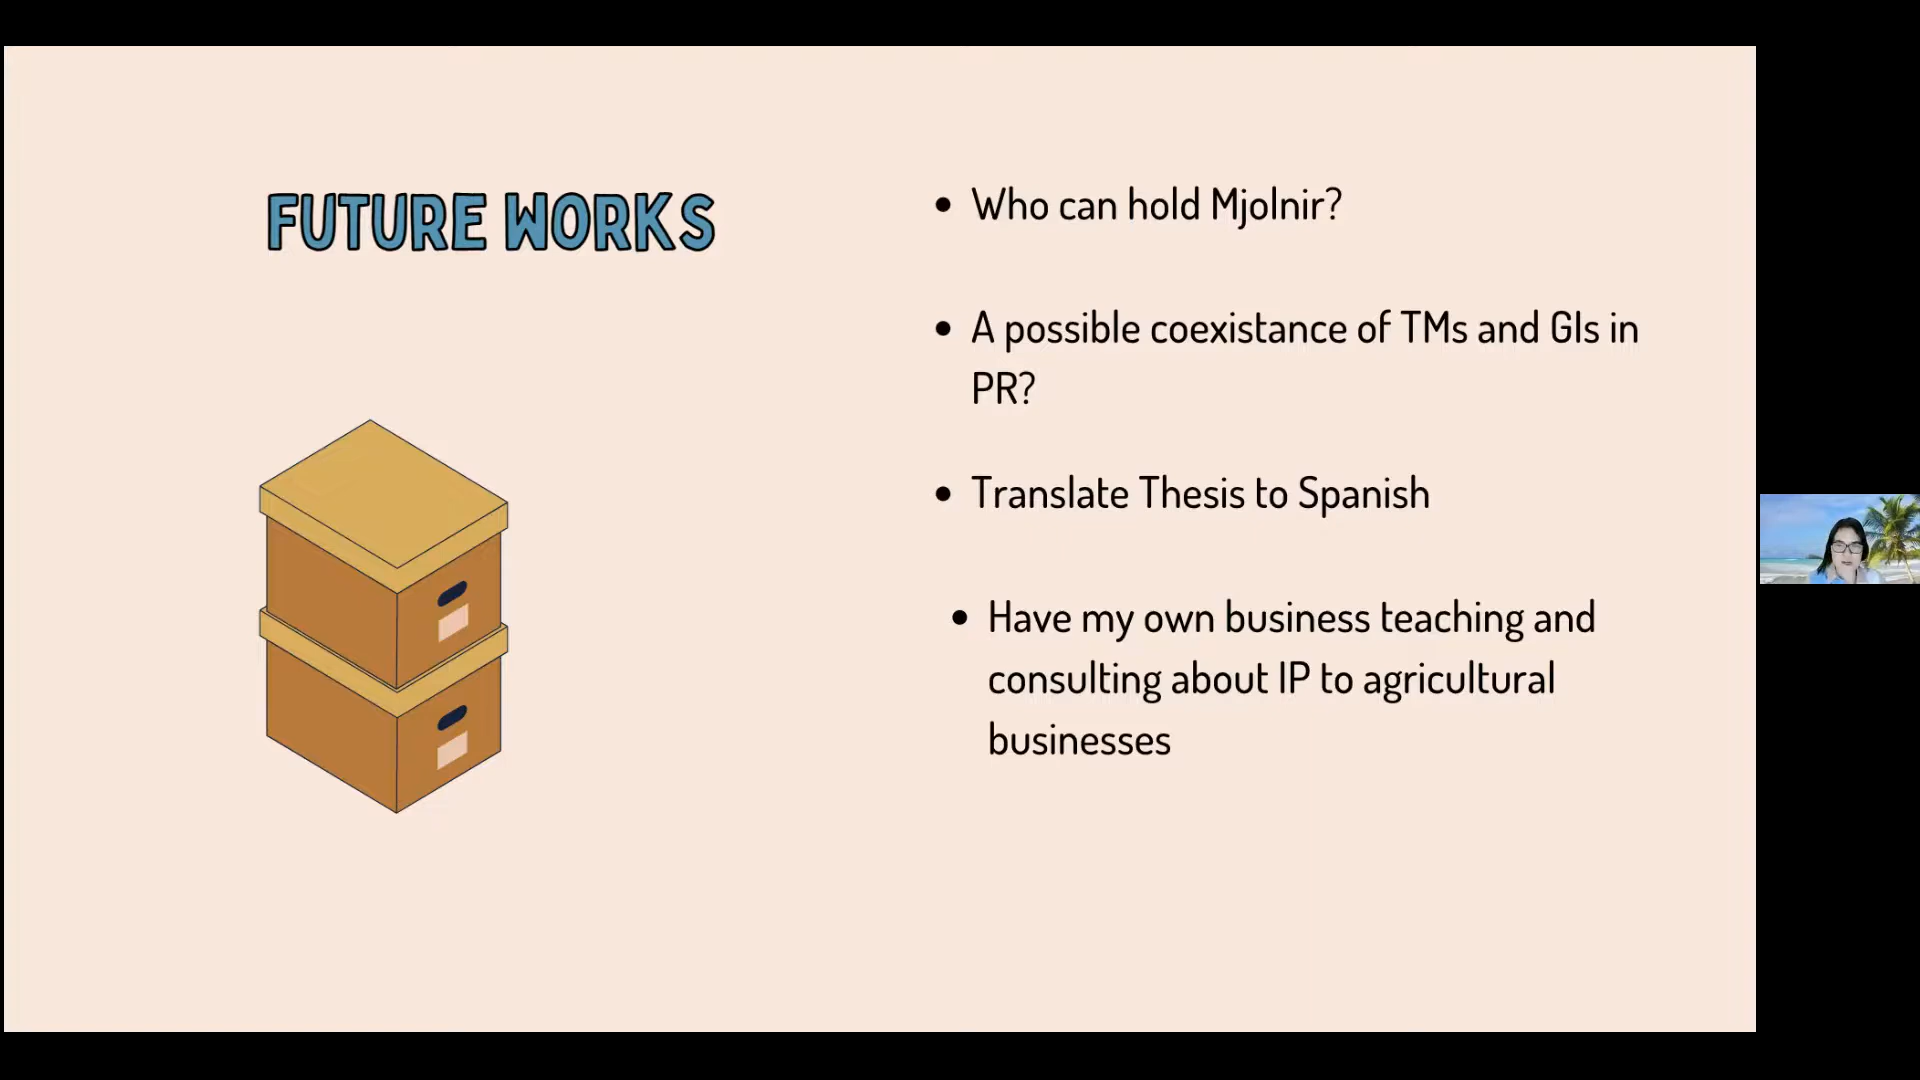 FUTURE WORKS
• Who can hold Mjolnir?
• A possible coexistance of TMs and GIs in
PR?
• Translate Thesis to Spanish
• Have my own business teaching and
consulting about IP to agricultural
businesses